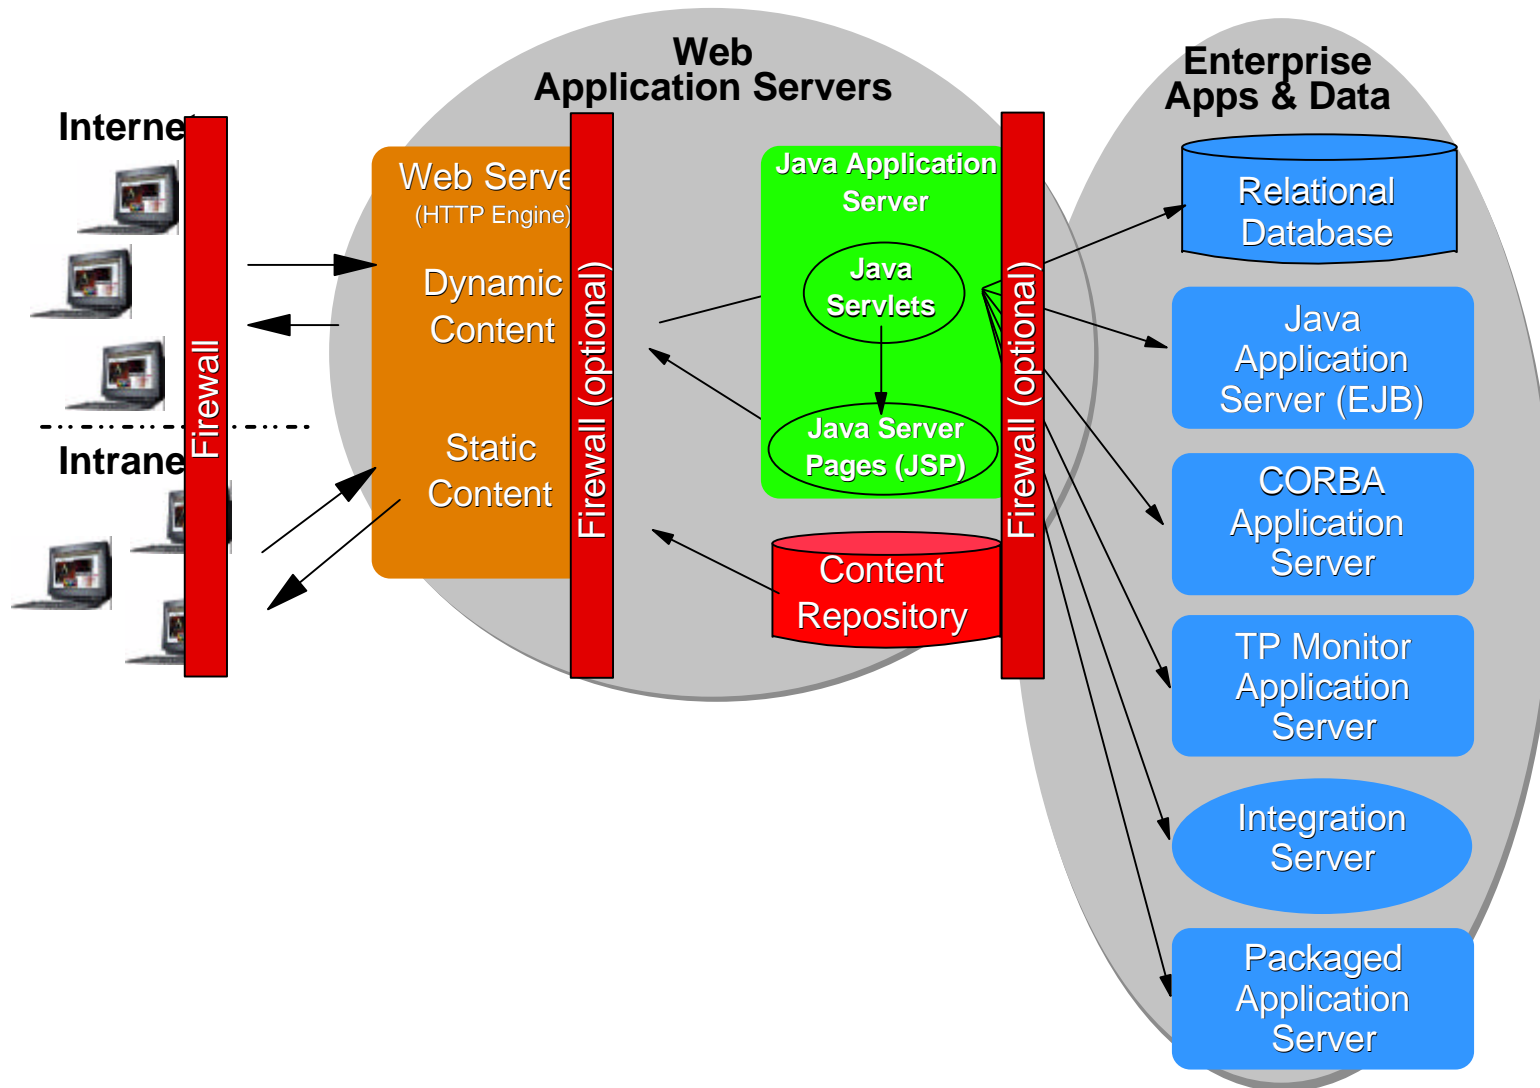 Web
Application Servers
Enterprise
Apps & Data
Interne
Intrane
Firewall
Web Serve
(HTTP Engine)
Dynamic
Content
Static
Content
Firewall (optional)
Java Application
Server
Java
Servlets
Java Server
Pages (JSP)
Content
Repository
Firewall (optional)
Relational
Database
Java
Application
Server (EJB)
CORBA
Application
Server
TP Monitor
Application
Server
Integration
Server
Packaged
Application
Server